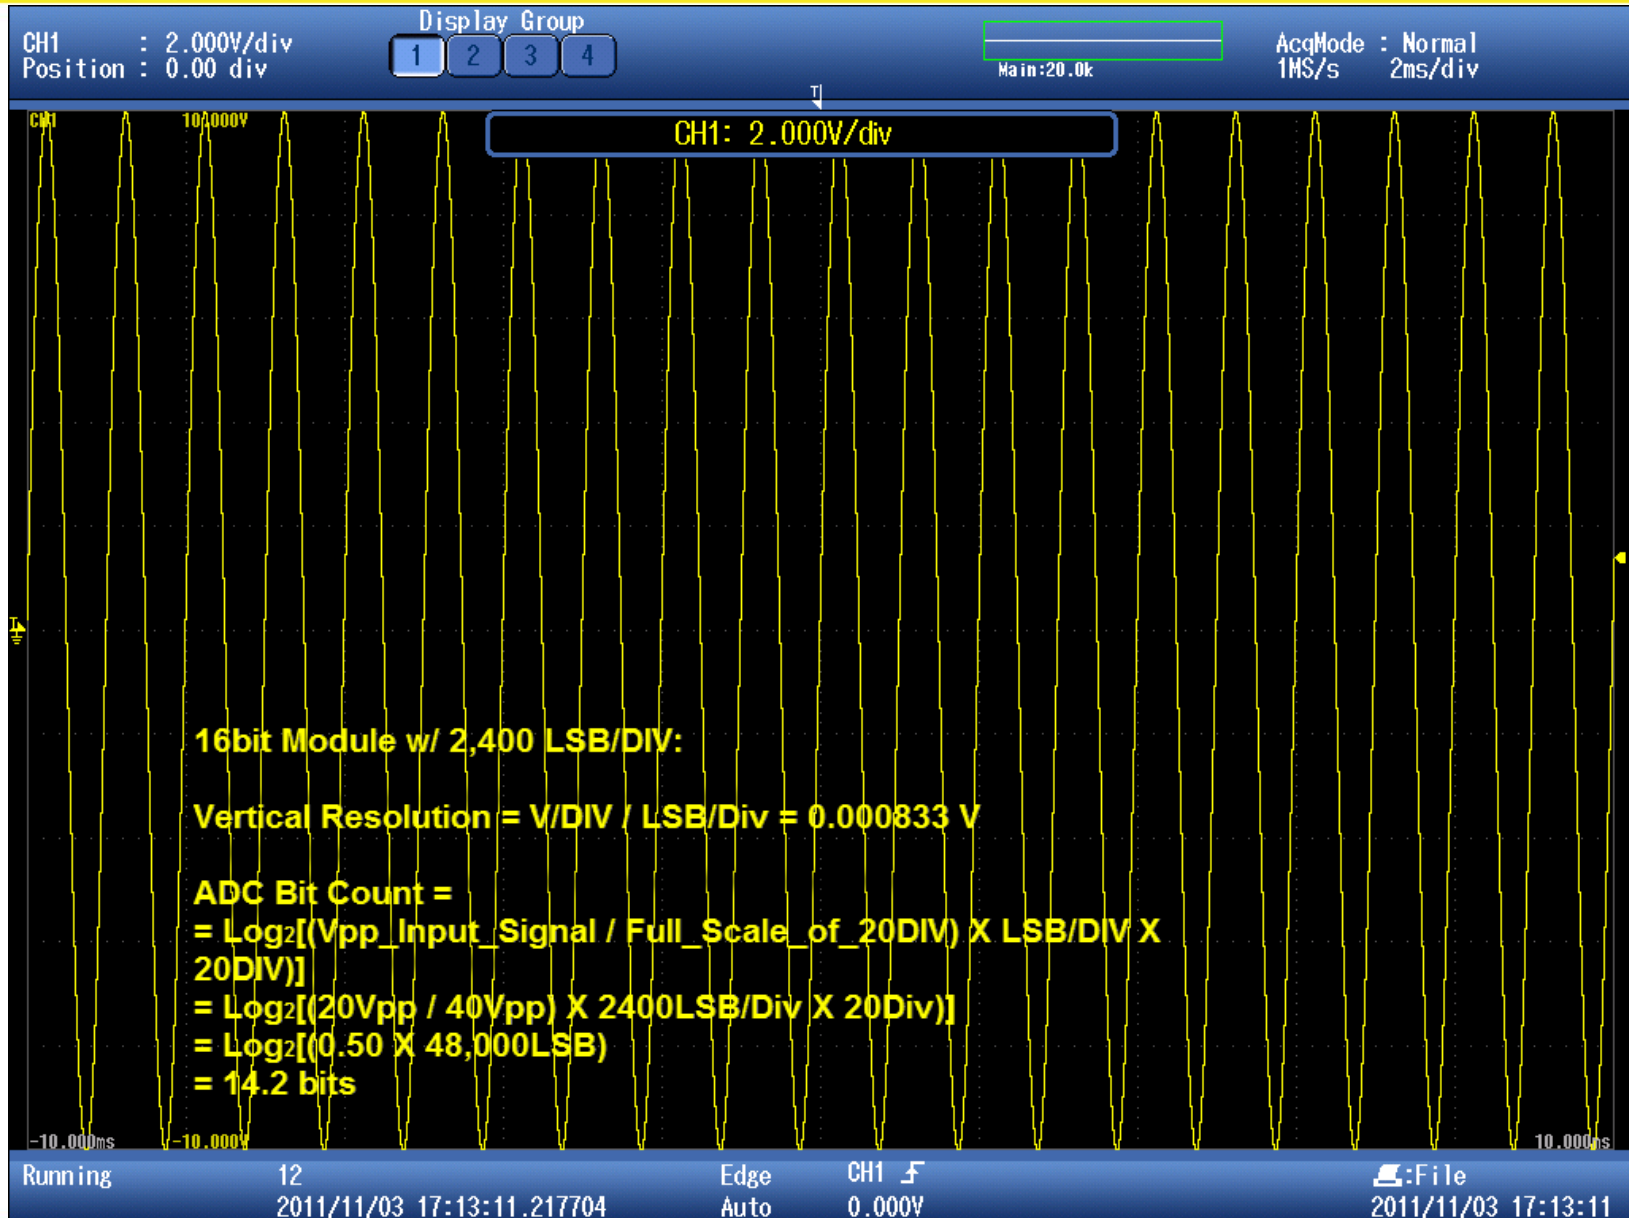 Display Group
CH1 : 2.000V/div
Position : 0.00 div
1 2 3 4
Main:20.0k
AcqMode : Normal
1MS/s 2ms/div
T
CH1 10.000V
CH1: 2.000V/div
T
16bit Module w/ 2,400 LSB/DIV:
Vertical Resolution = V/DIV / LSB/Div = 0.000833 V
ADC Bit Count =
= Log2[(Vpp_Input_Signal / Full_Scale_of_20DIV) X LSB/DIV X
20DIV)]
= Log2[(20Vpp / 40Vpp) X 2400LSB/Div X 20Div)]
= Log2[(0.50 X 48,000LSB)
= 14.2 bits
-10.000ms -10.000V 10.000ms
Running 12 Edge CH1 :File
2011/11/03 17:13:11.217704 Auto 0.000V 2011/11/03 17:13:11